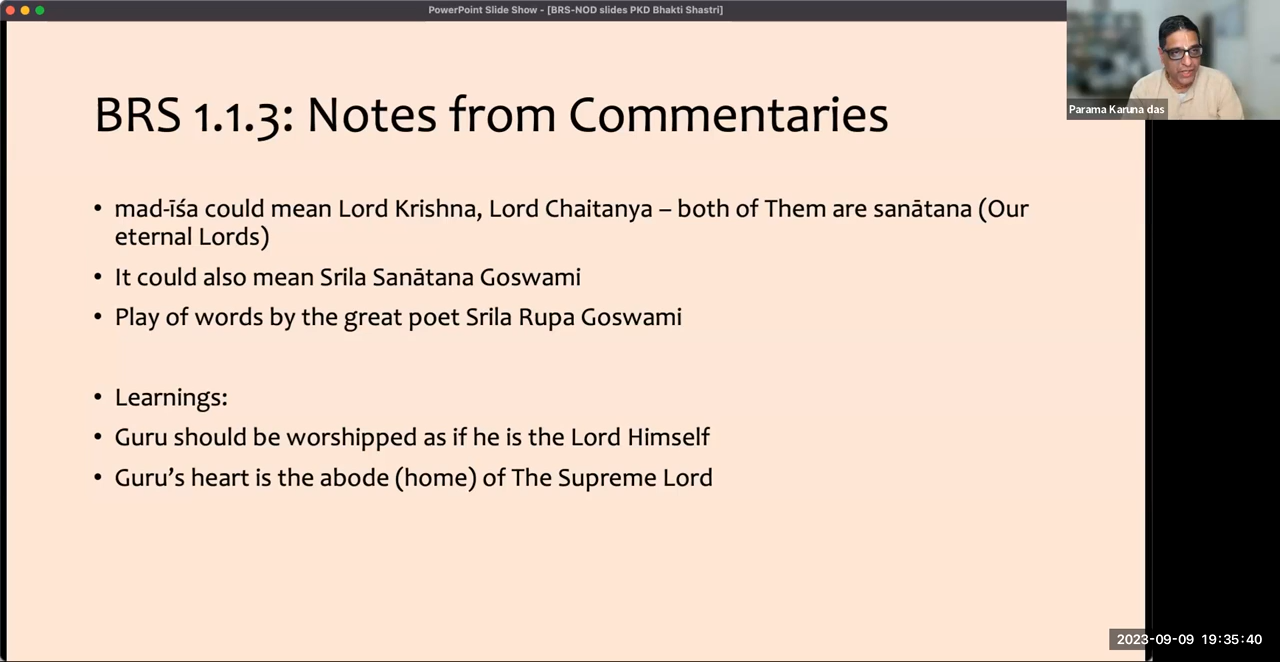 PowerPoint Slide Show - [BRS-NOD slides PKD Bhakti Shastri]
Parama Karuna das
BRS 1.1.3: Notes from Commentaries
• mad-īśa could mean Lord Krishna, Lord Chaitanya – both of Them are sanātana (Our
eternal Lords)
• It could also mean Srila Sanātana Goswami
• Play of words by the great poet Srila Rupa Goswami
• Learnings:
• Guru should be worshipped as if he is the Lord Himself
• Guru’s heart is the abode (home) of The Supreme Lord
2023-09-09 19:35:40